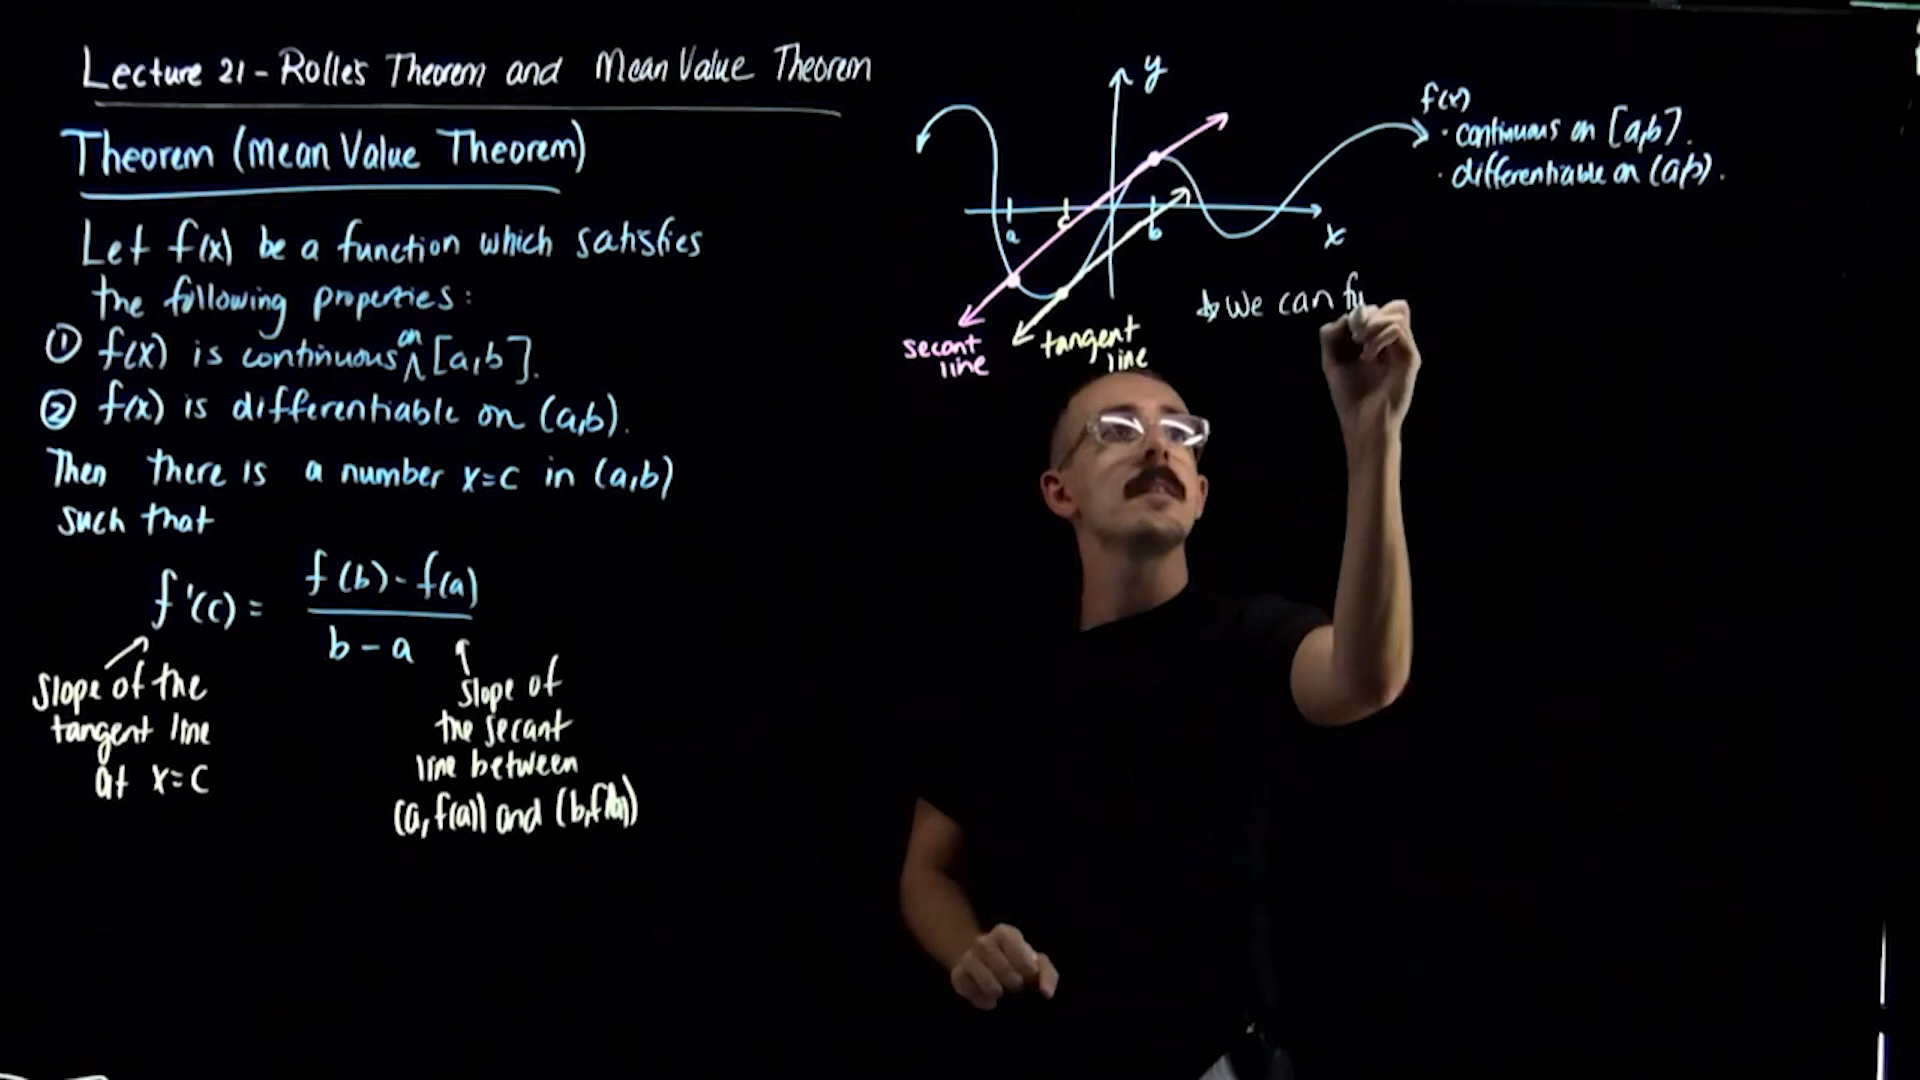 Lecture 21 - Rolle's Theorem and Mean Value Theorem
Theorem (Mean Value Theorem)
Let f(x) be a function which satisfies
the following properties:
① f(x) is continuous on [a,b].
② f(x) is differentiable on (a,b).
Then there is a number x=c in (a,b)
such that
f'(c) = f(b) - f(a)
b - a
Slope of the
tangent line
at x=c
slope of
the secant
line between
(a, f(a)) and (b, f(b))
y
x
a
c
b
secant
line
tangent
line
f(x)
· continuous on [a,b].
· differentiable on (a,b).
We can